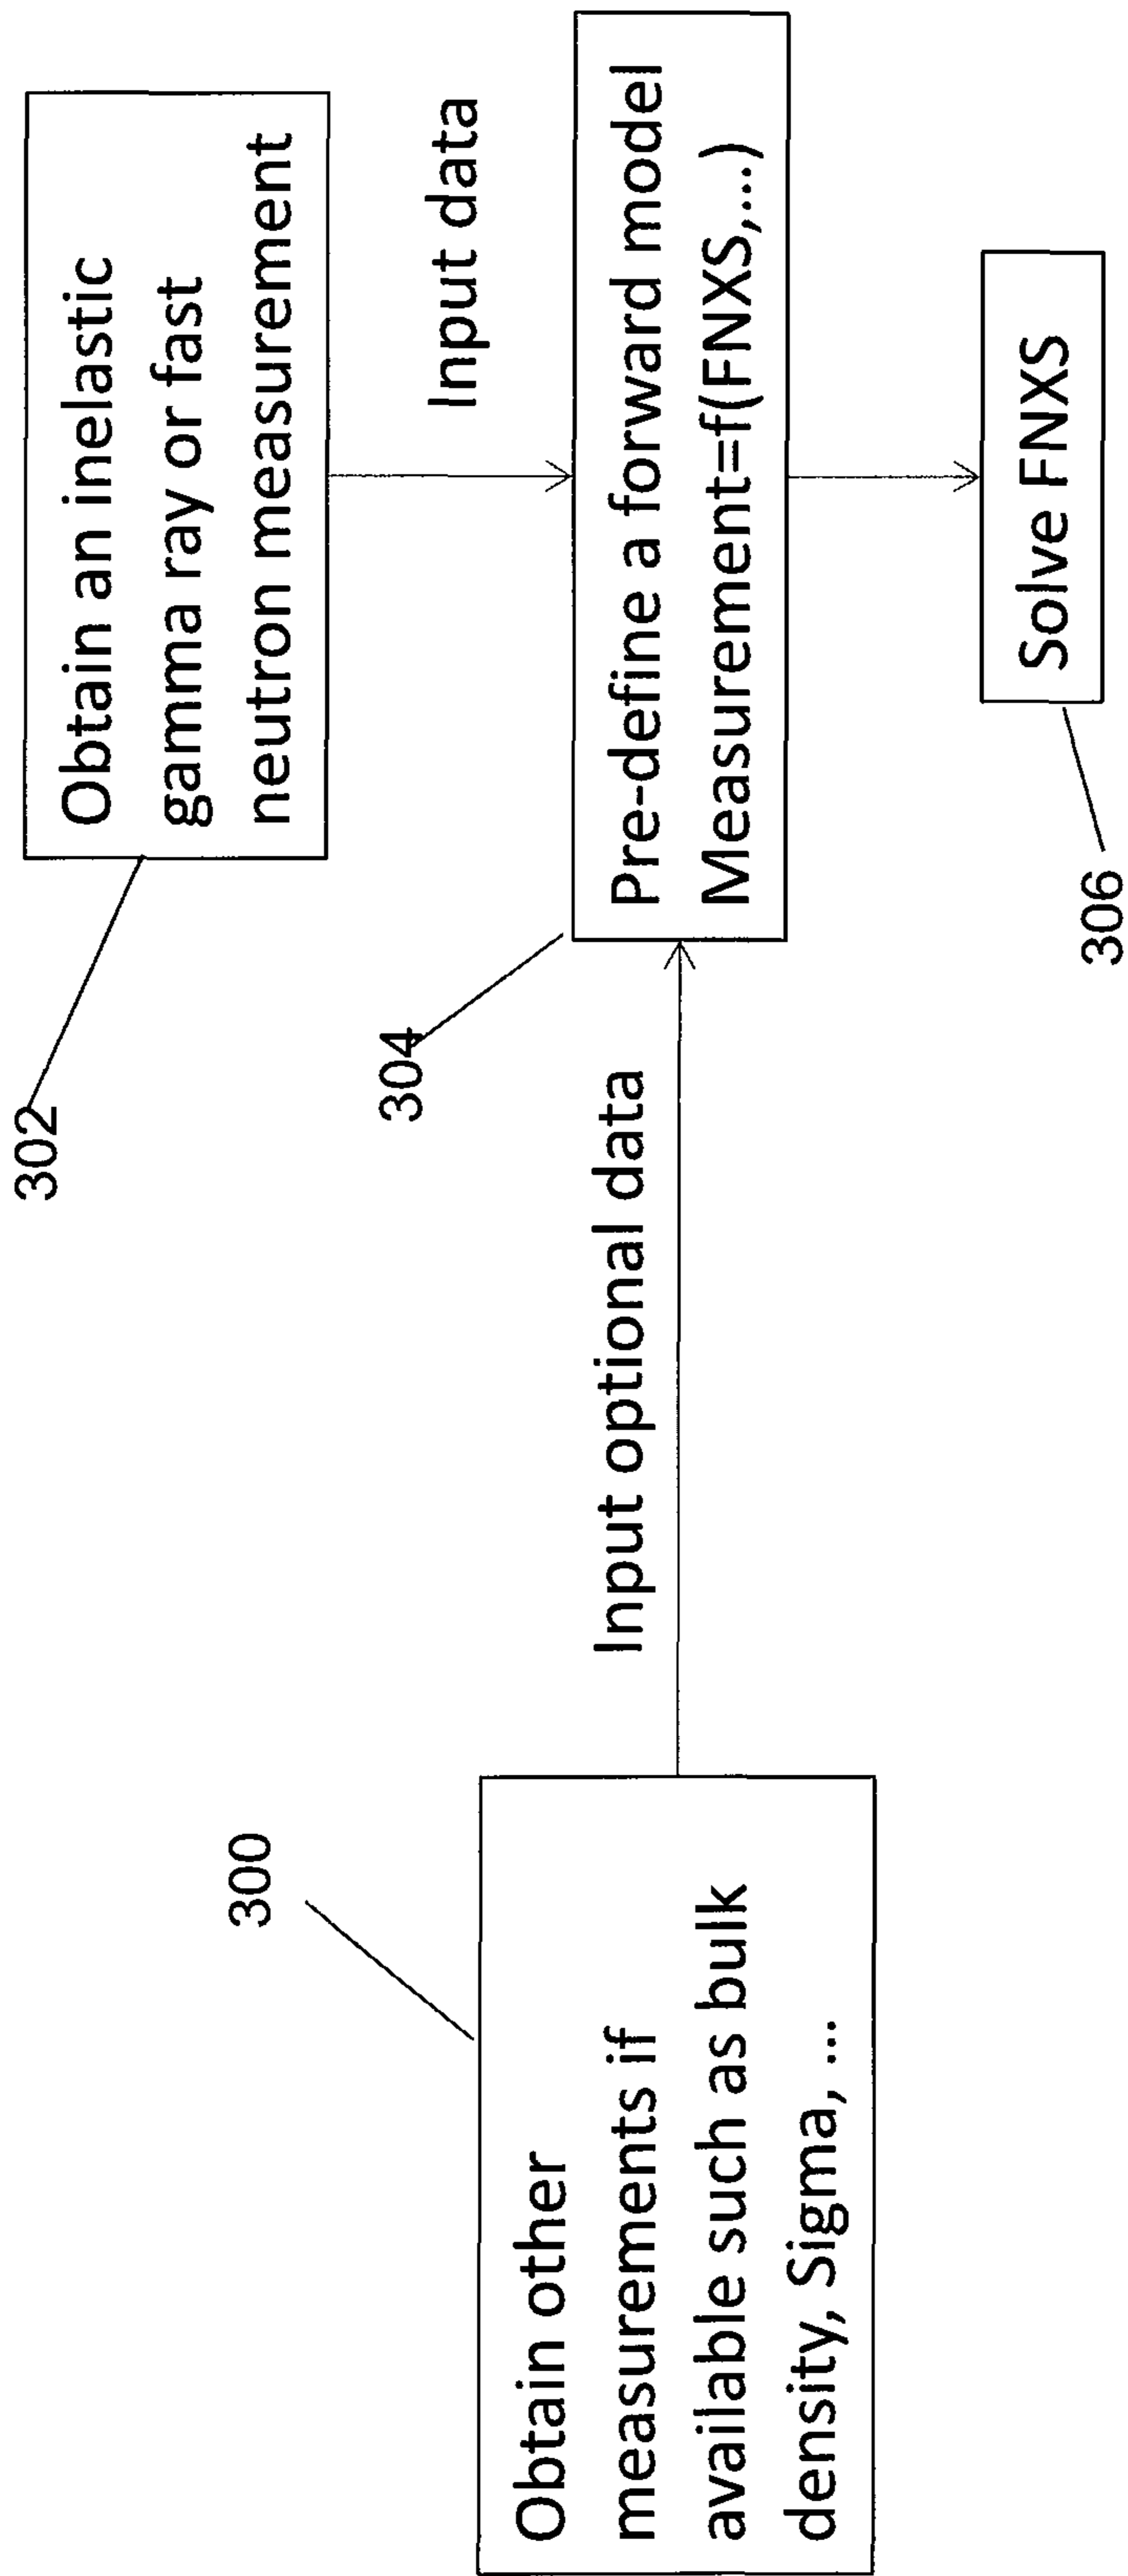 302
Obtain an inelastic
gamma ray or fast
neutron measurement
Input data
300
Obtain other
measurements if
available such as bulk
density, Sigma, ...
Input optional data
304
Pre-define a forward model
Measurement=f(FNXS,...)
306
Solve FNXS